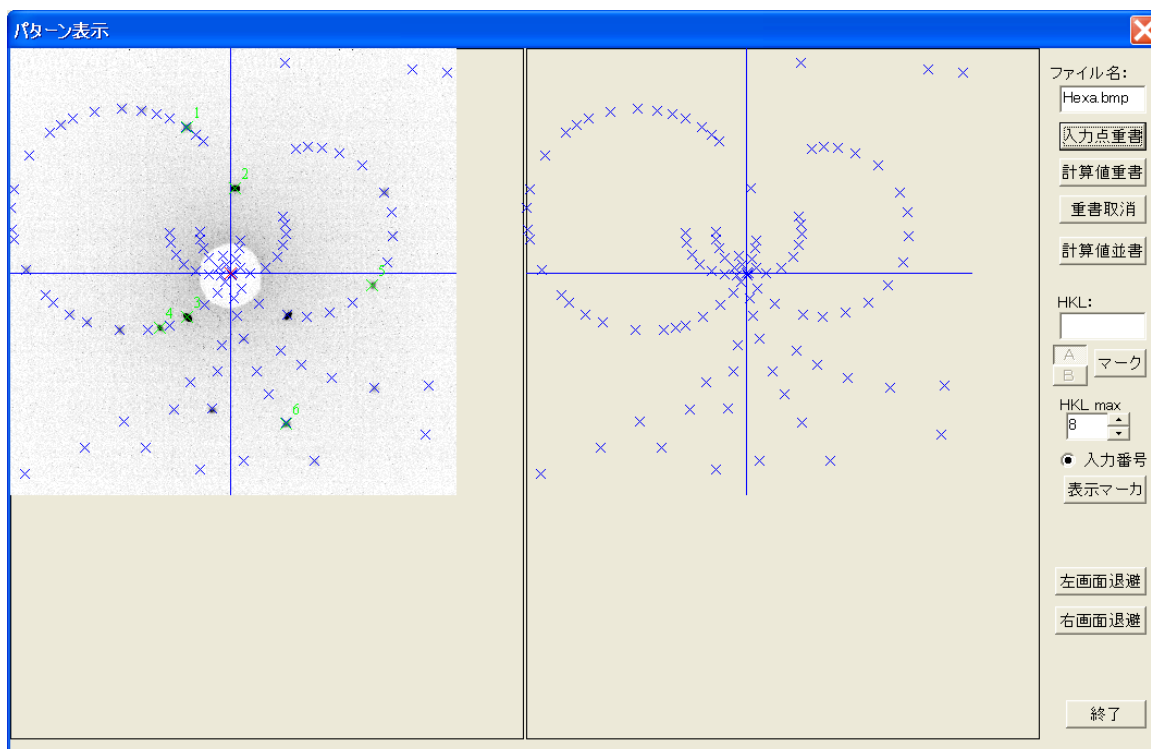 パターン表示
1
2
3
4
5
6
ファイル名:
Hexa.bmp
入力点重書
計算値重書
重書取消
計算値並書
HKL:
A
B
マーク
HKL max
8
入力番号
表示マーカ
左画面退避
右画面退避
終了